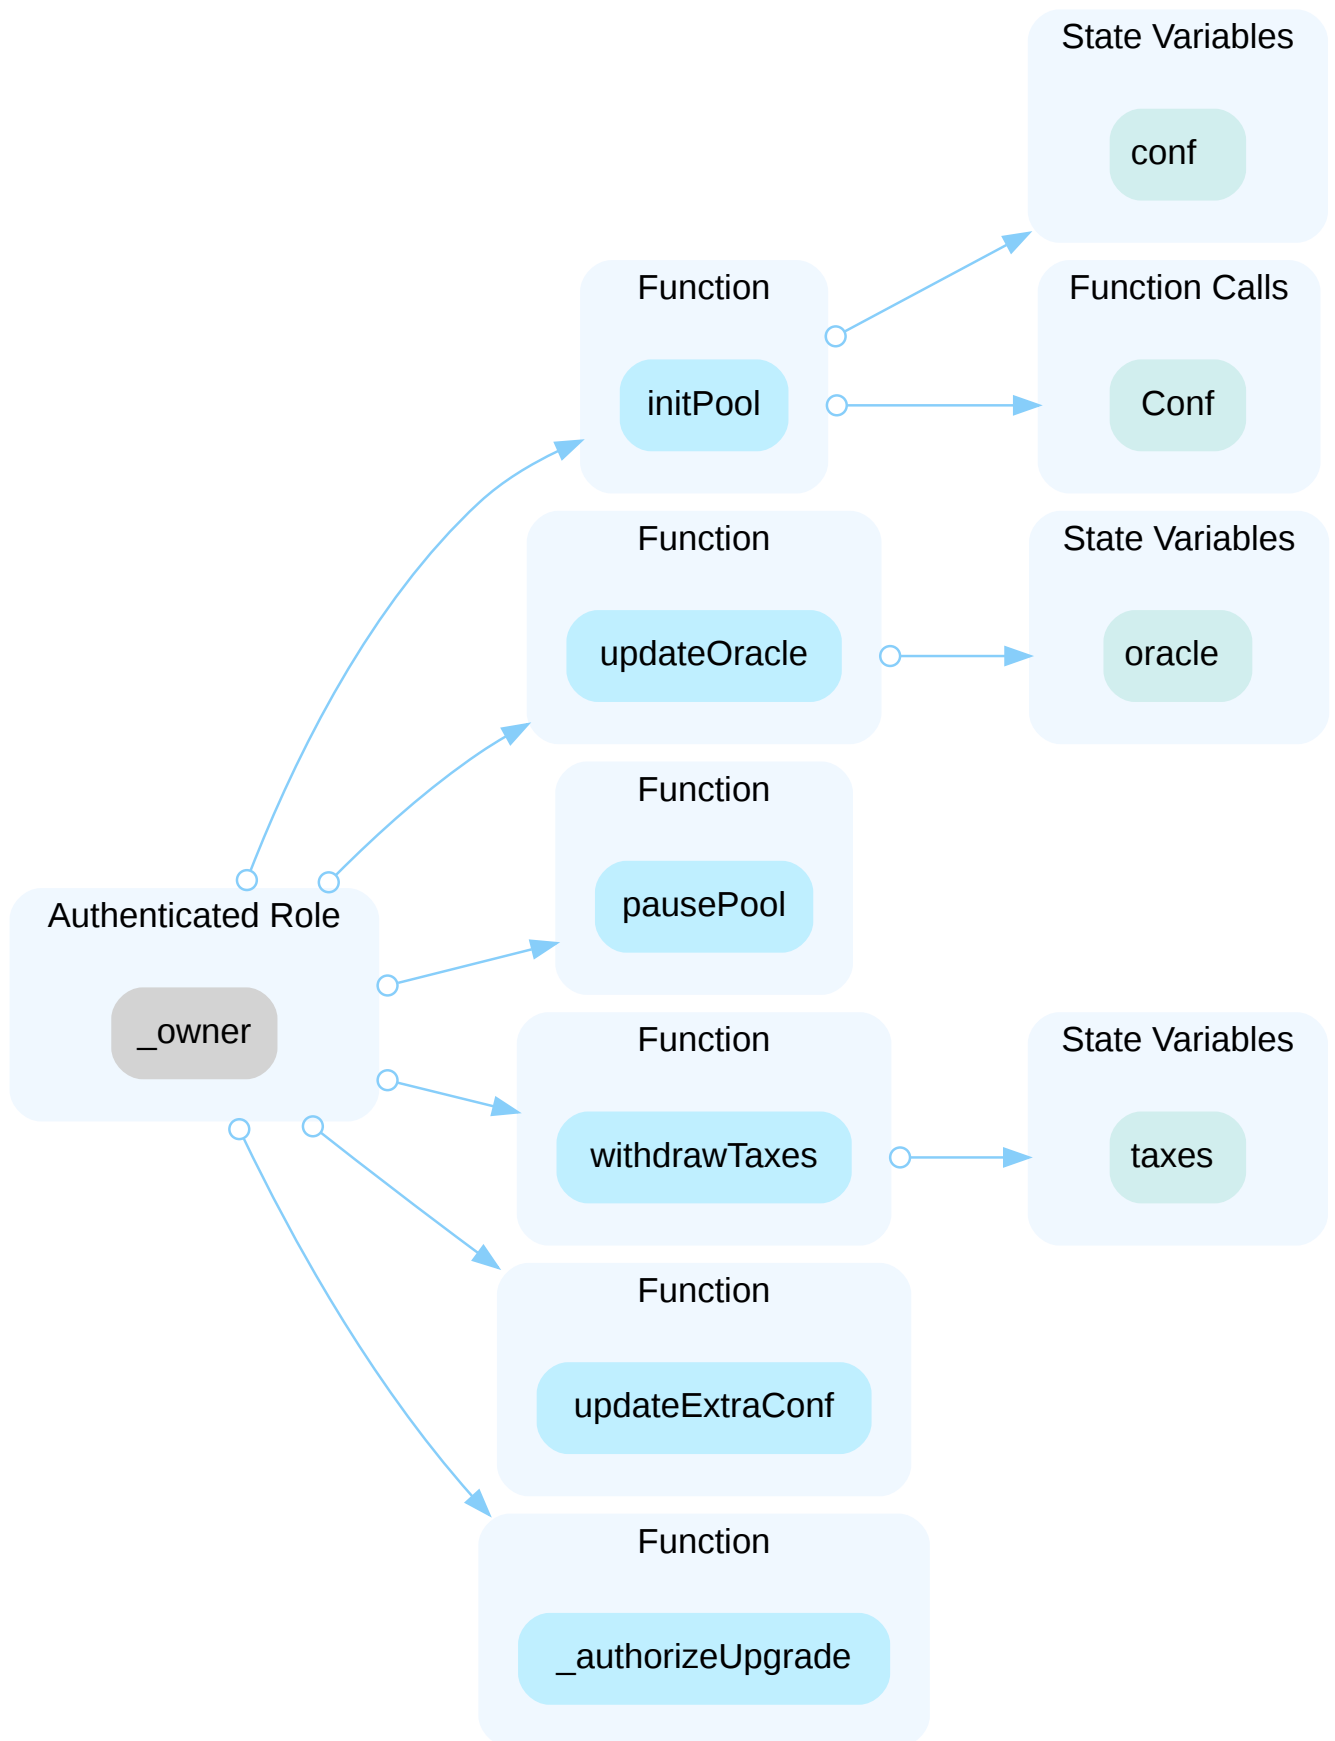 State Variables
conf
Function
initPool
Function Calls
Conf
Function
updateOracle
State Variables
oracle
Function
pausePool
Authenticated Role
_owner
Function
withdrawTaxes
State Variables
taxes
Function
updateExtraConf
Function
_authorizeUpgrade